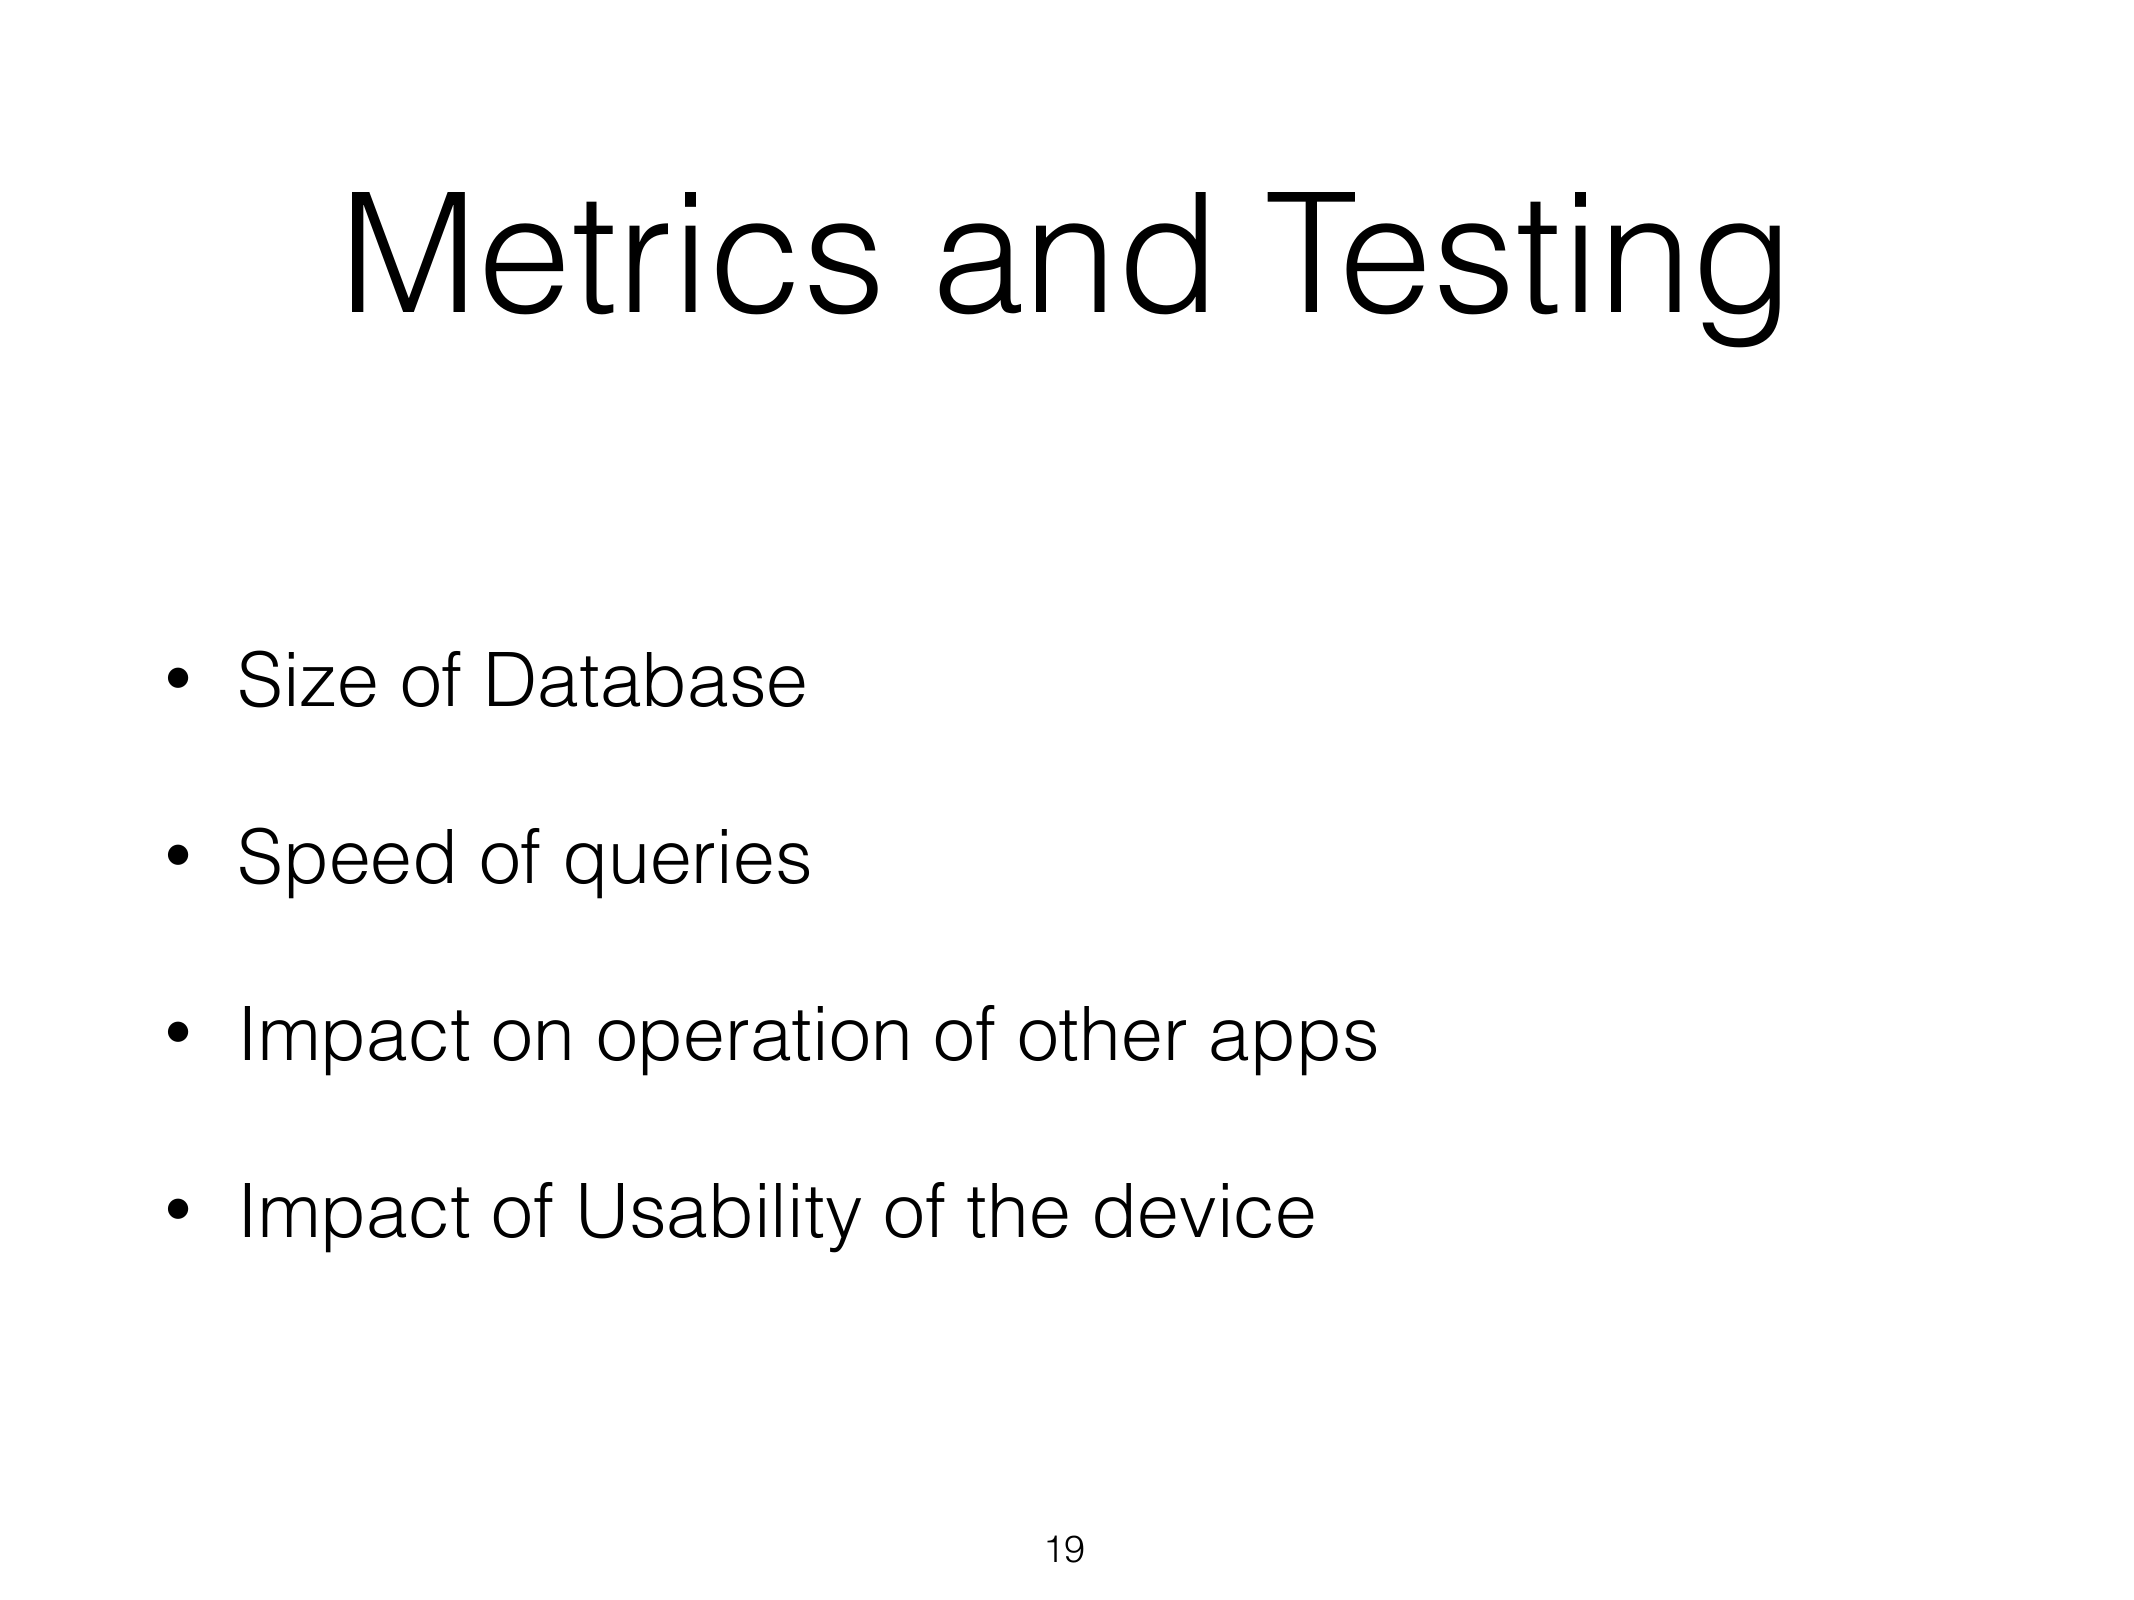 Metrics and Testing
• Size of Database
• Speed of queries
• Impact on operation of other apps
• Impact of Usability of the device
19